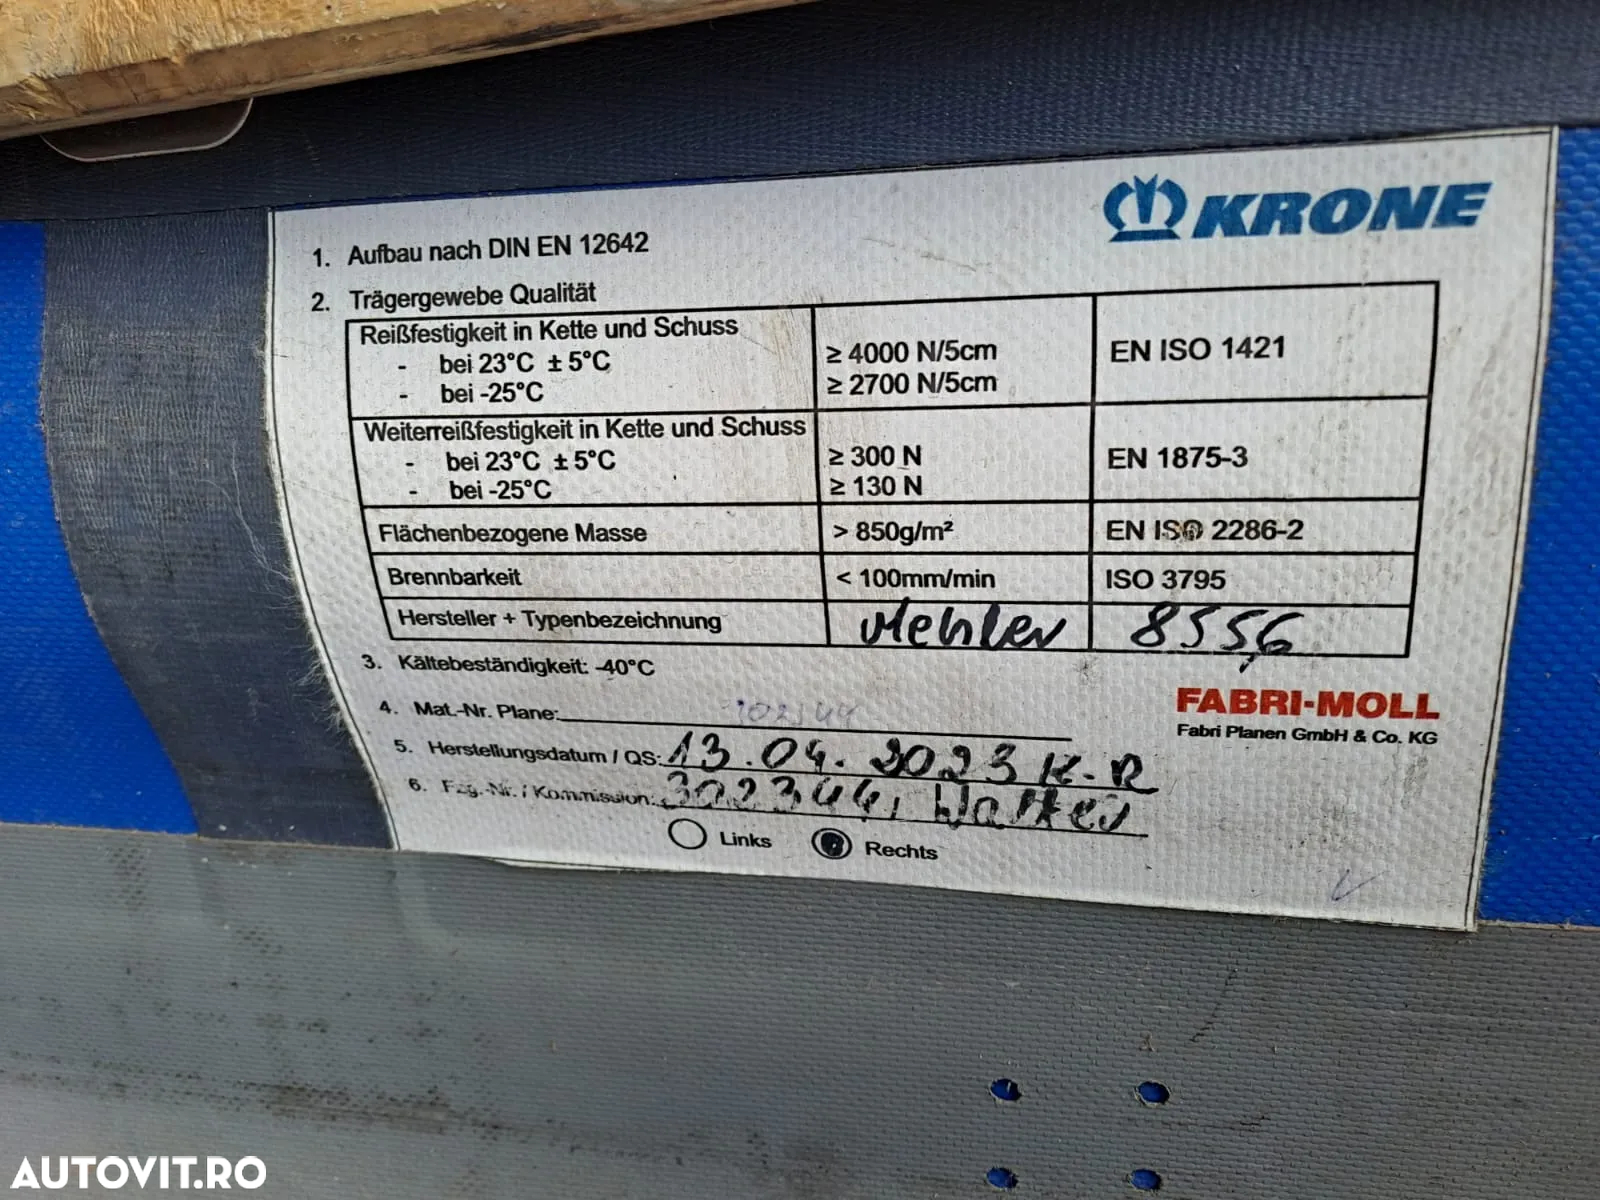 KRONE
1. Aufbau nach DIN EN 12642
2. Trägergewebe Qualität
Reißfestigkeit in Kette und Schuss
- bei 23°C ± 5°C ≥ 4000 N/5cm EN ISO 1421
- bei -25°C ≥ 2700 N/5cm
Weiterreißfestigkeit in Kette und Schuss
- bei 23°C ± 5°C ≥ 300 N EN 1875-3
- bei -25°C ≥ 130 N
Flächenbezogene Masse > 850g/m² EN ISO 2286-2
Brennbarkeit < 100mm/min ISO 3795
Hersteller + Typenbezeichnung Mehler 8556
3. Kältebeständigkeit: -40°C
FABRI-MOLL
Fabri Planen GmbH & Co. KG
4. Mat.-Nr. Plane:
5. Herstellungsdatum / QS: 13.04.2023 K-R
6. Fzg.-Nr. / Kommission: 302344, Walter
Links Rechts
AUTOVIT.RO